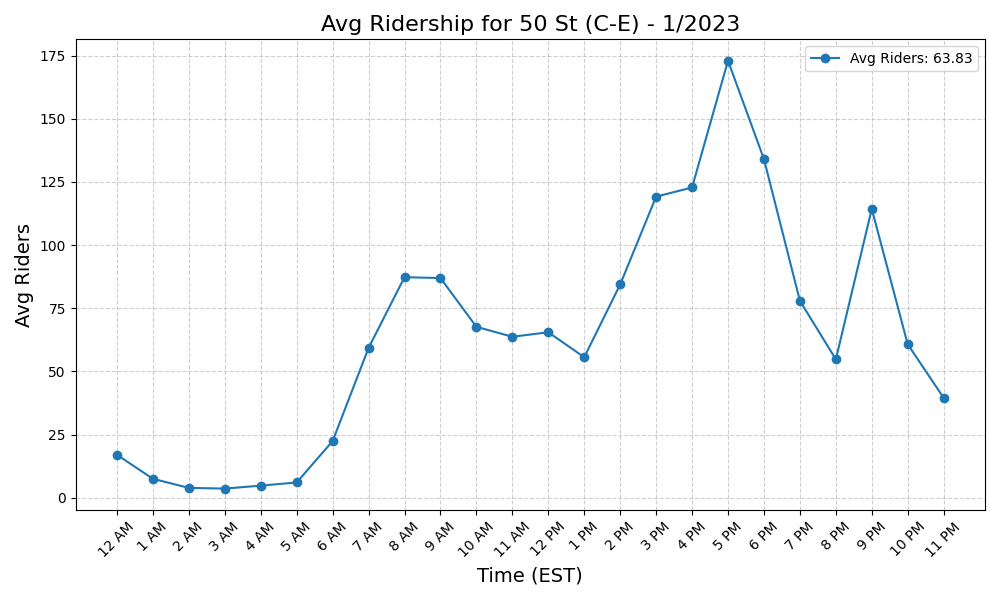 Avg Ridership for 50 St (C-E) - 1/2023
Avg Riders: 63.83
Avg Riders
175
150
125
100
75
50
25
0
12 AM
1 AM
2 AM
3 AM
4 AM
5 AM
6 AM
7 AM
8 AM
9 AM
10 AM
11 AM
12 PM
1 PM
2 PM
3 PM
4 PM
5 PM
6 PM
7 PM
8 PM
9 PM
10 PM
11 PM
Time (EST)